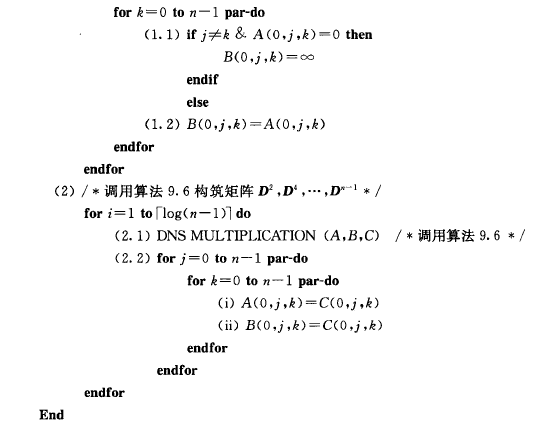 for k=0 to n−1 par-do
(1.1) if j≠k & A(0,j,k)=0 then
B(0,j,k)=∞
endif
else
(1.2) B(0,j,k)=A(0,j,k)
endfor
endfor
(2) /* 调用算法 9.6 构筑矩阵 D²,D⁴,⋯,Dⁿ⁻¹ */
for i=1 to⌈log(n−1)⌉do
(2.1) DNS MULTIPLICATION (A,B,C) /* 调用算法 9.6 */
(2.2) for j=0 to n−1 par-do
for k=0 to n−1 par-do
(i) A(0,j,k)=C(0,j,k)
(ii) B(0,j,k)=C(0,j,k)
endfor
endfor
endfor
End